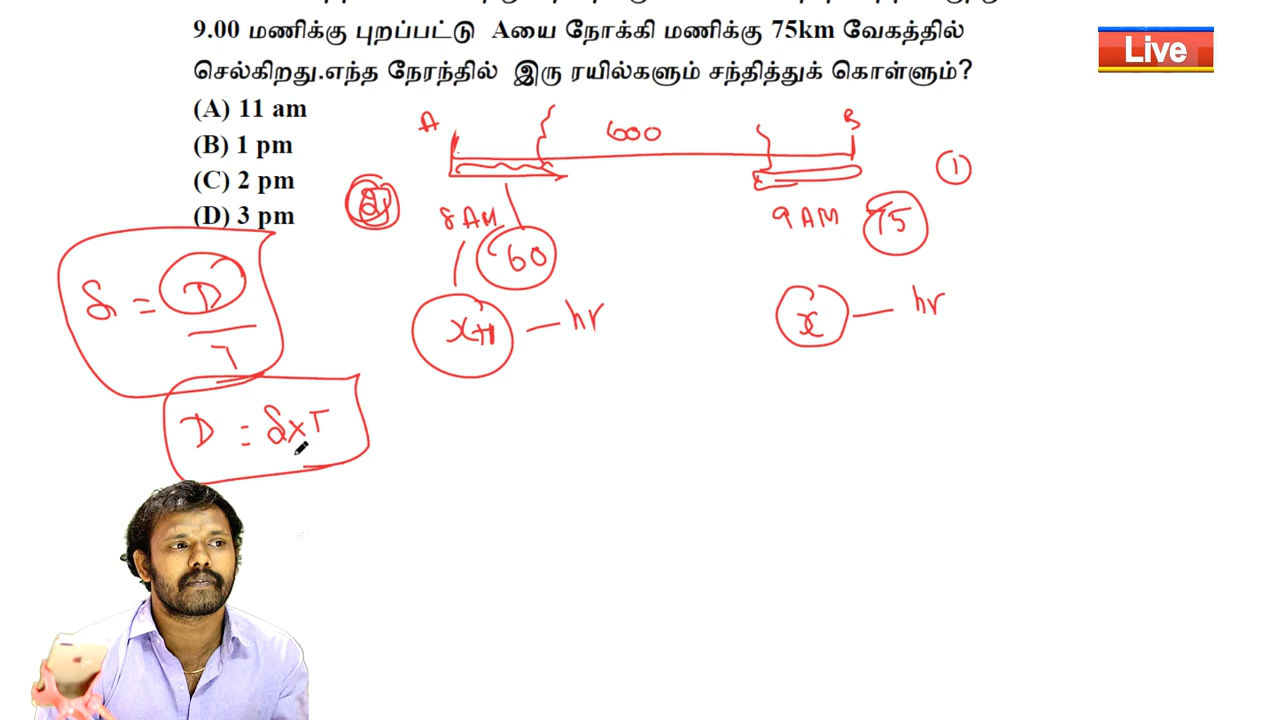 9.00 மணிக்கு புறப்பட்டு Aயை நோக்கி மணிக்கு 75km வேகத்தில்
செல்கிறது.எந்த நேரந்தில் இரு ரயில்களும் சந்தித்துக் கொள்ளும்?
Live
(A) 11 am
(B) 1 pm
(C) 2 pm
(D) 3 pm
A 600 B
1
8 AM 9 AM 75
60
x+1 — hr x — hr
S = D
T
D = S x T